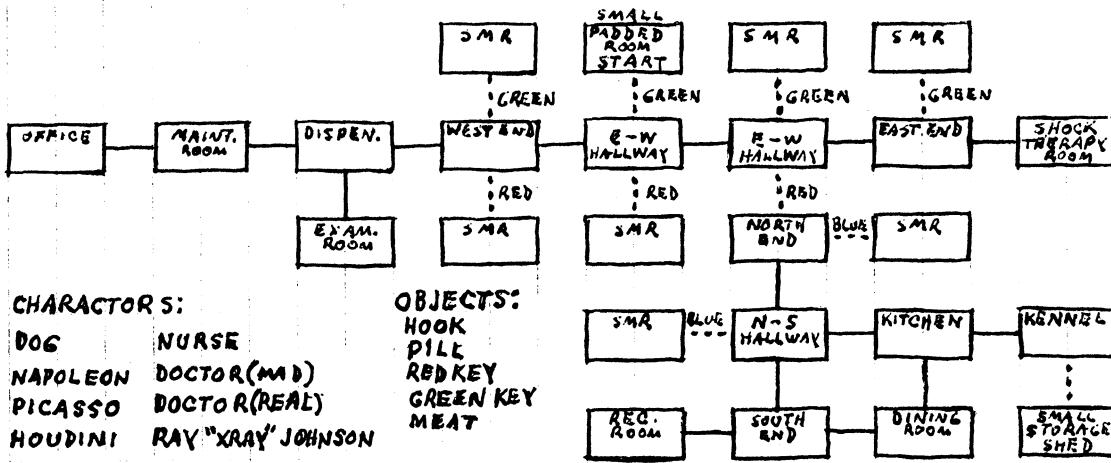 SMR
SMALL
PADDED
ROOM
START
SMR
SMR
GREEN
GREEN
GREEN
GREEN
OFFICE
MAINT.
ROOM
DISPEN.
WEST END
E-W
HALLWAY
E-W
HALLWAY
EAST END
SHOCK
THERAPY
ROOM
RED
RED
RED
EXAM.
ROOM
SMR
SMR
NORTH
END
BLUE
SMR
CHARACTORS:
DOG NURSE
NAPOLEON DOCTOR(MAD)
PICASSO DOCTOR(REAL)
HOUDINI RAY "XRAY" JOHNSON
OBJECTS:
HOOK
PILL
RED KEY
GREEN KEY
MEAT
SMR
BLUE
N-S
HALLWAY
KITCHEN
KENNEL
REC.
ROOM
SOUTH
END
DINING
ROOM
SMALL
STORAGE
SHED